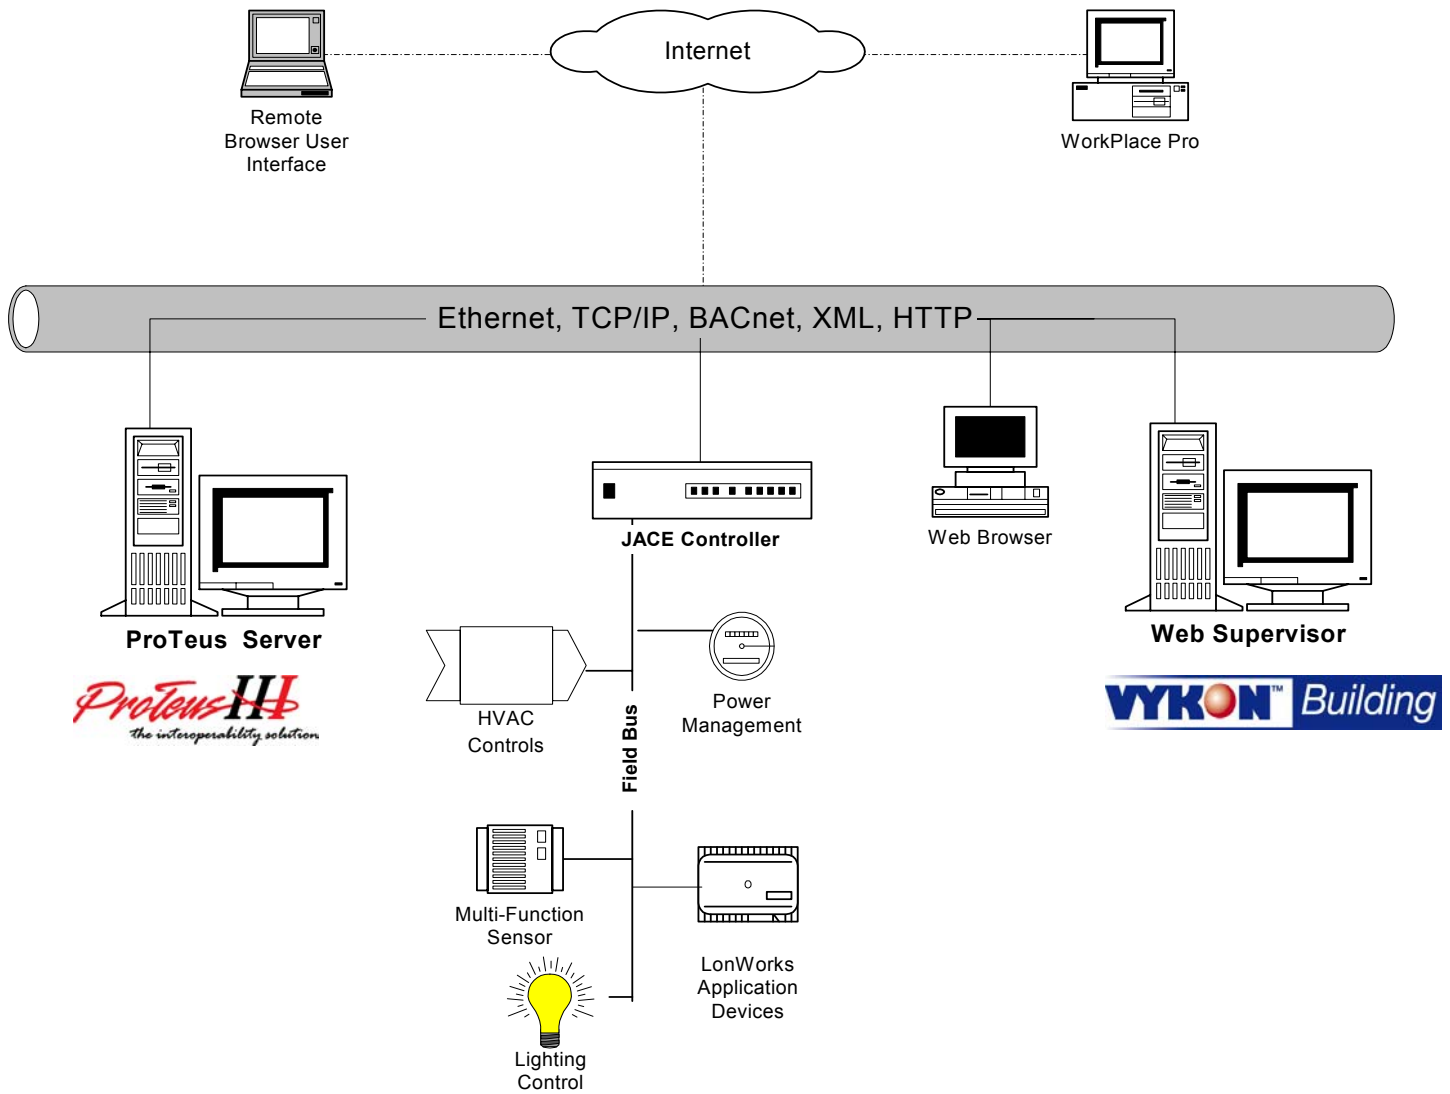 Internet
Remote
Browser User
Interface
WorkPlace Pro
Ethernet, TCP/IP, BACnet, XML, HTTP
JACE Controller
Web Browser
ProTeus Server
Web Supervisor
ProTeus III
the interoperability solution
VYKON™ Building
HVAC
Controls
Power
Management
Field Bus
Multi-Function
Sensor
LonWorks
Application
Devices
Lighting
Control